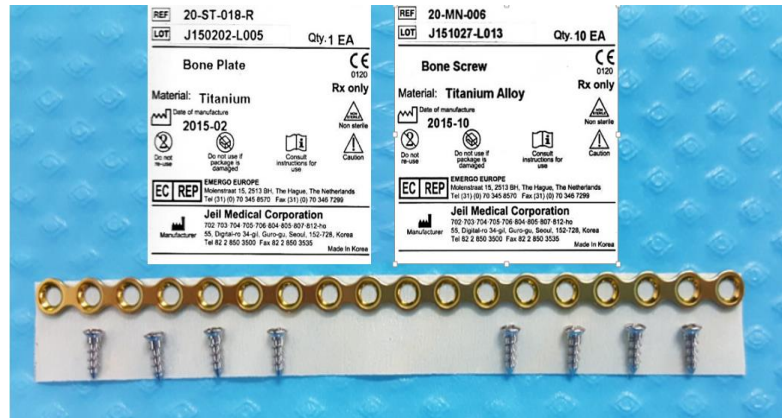 REF 20-ST-018-R
LOT J150202-L005 Qty. 1 EA
Bone Plate
CE
0120
Rx only
Material: Titanium
Date of manufacture
2015-02
NON STERILE
Non sterile
Do not re-use
Do not use if package is damaged
Consult instructions for use
Caution
EC REP
EMERGO EUROPE
Molenstraat 15, 2513 BH, The Hague, The Netherlands
Tel (31) (0) 70 345 8570 Fax (31) (0) 70 346 7299
Manufacturer
Jeil Medical Corporation
702·703·704·705·706·804·805·807·812-ho
55, Digital-ro 34-gil, Guro-gu, Seoul, 152-728, Korea
Tel 82 2 850 3500 Fax 82 2 850 3535
Made In Korea
REF 20-MN-006
LOT J151027-L013 Qty. 10 EA
Bone Screw
CE
0120
Rx only
Material: Titanium Alloy
Date of manufacture
2015-10
NON STERILE
Non sterile
Do not re-use
Do not use if package is damaged
Consult instructions for use
Caution
EC REP
EMERGO EUROPE
Molenstraat 15, 2513 BH, The Hague, The Netherlands
Tel (31) (0) 70 345 8570 Fax (31) (0) 70 346 7299
Manufacturer
Jeil Medical Corporation
702·703·704·705·706·804·805·807·812-ho
55, Digital-ro 34-gil, Guro-gu, Seoul, 152-728, Korea
Tel 82 2 850 3500 Fax 82 2 850 3535
Made In Korea